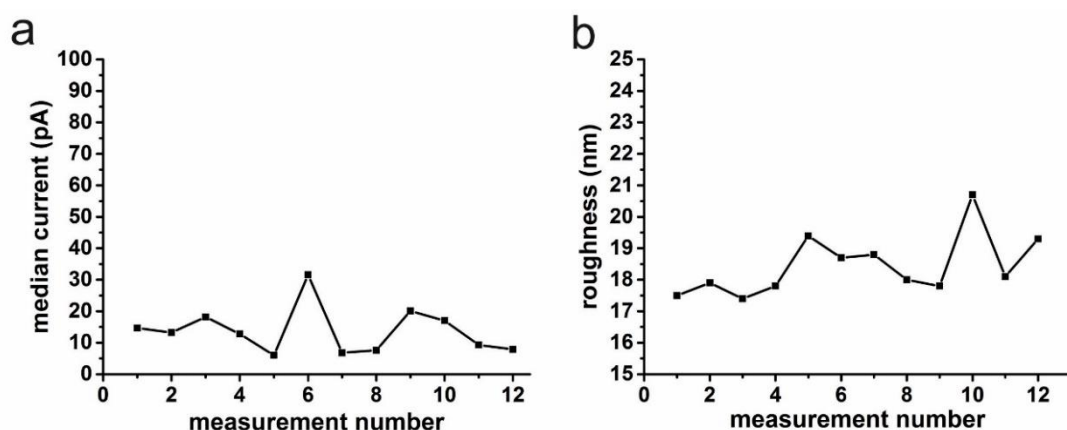 a
100
90
80
70
60
50
40
30
20
10
0
median current (pA)
0 2 4 6 8 10 12
measurement number
b
25
24
23
22
21
20
19
18
17
16
15
roughness (nm)
0 2 4 6 8 10 12
measurement number